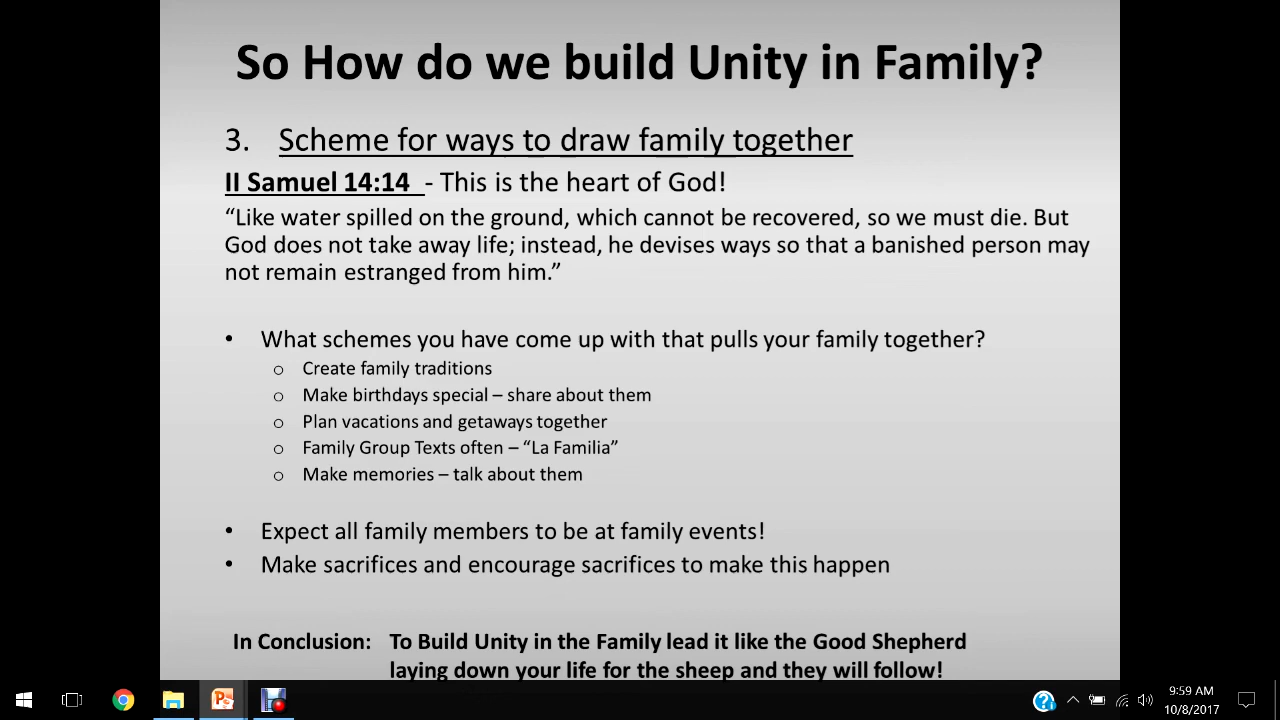 So How do we build Unity in Family?
3. Scheme for ways to draw family together
II Samuel 14:14 - This is the heart of God!
“Like water spilled on the ground, which cannot be recovered, so we must die. But
God does not take away life; instead, he devises ways so that a banished person may
not remain estranged from him.”
• What schemes you have come up with that pulls your family together?
o Create family traditions
o Make birthdays special – share about them
o Plan vacations and getaways together
o Family Group Texts often – “La Familia”
o Make memories – talk about them
• Expect all family members to be at family events!
• Make sacrifices and encourage sacrifices to make this happen
In Conclusion: To Build Unity in the Family lead it like the Good Shepherd
laying down your life for the sheep and they will follow!
9:59 AM
10/8/2017